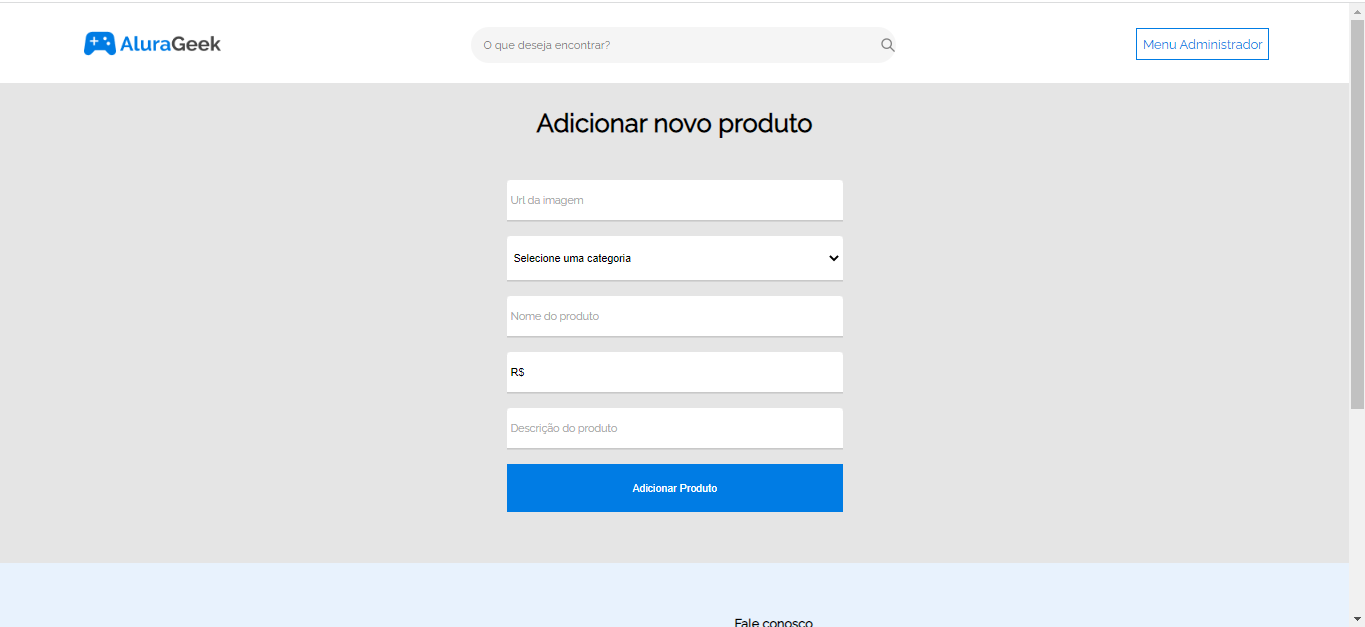 AluraGeek
O que deseja encontrar?
Menu Administrador
Adicionar novo produto
Url da imagem
Selecione uma categoria
Nome do produto
R$
Descrição do produto
Adicionar Produto
Fale conosco